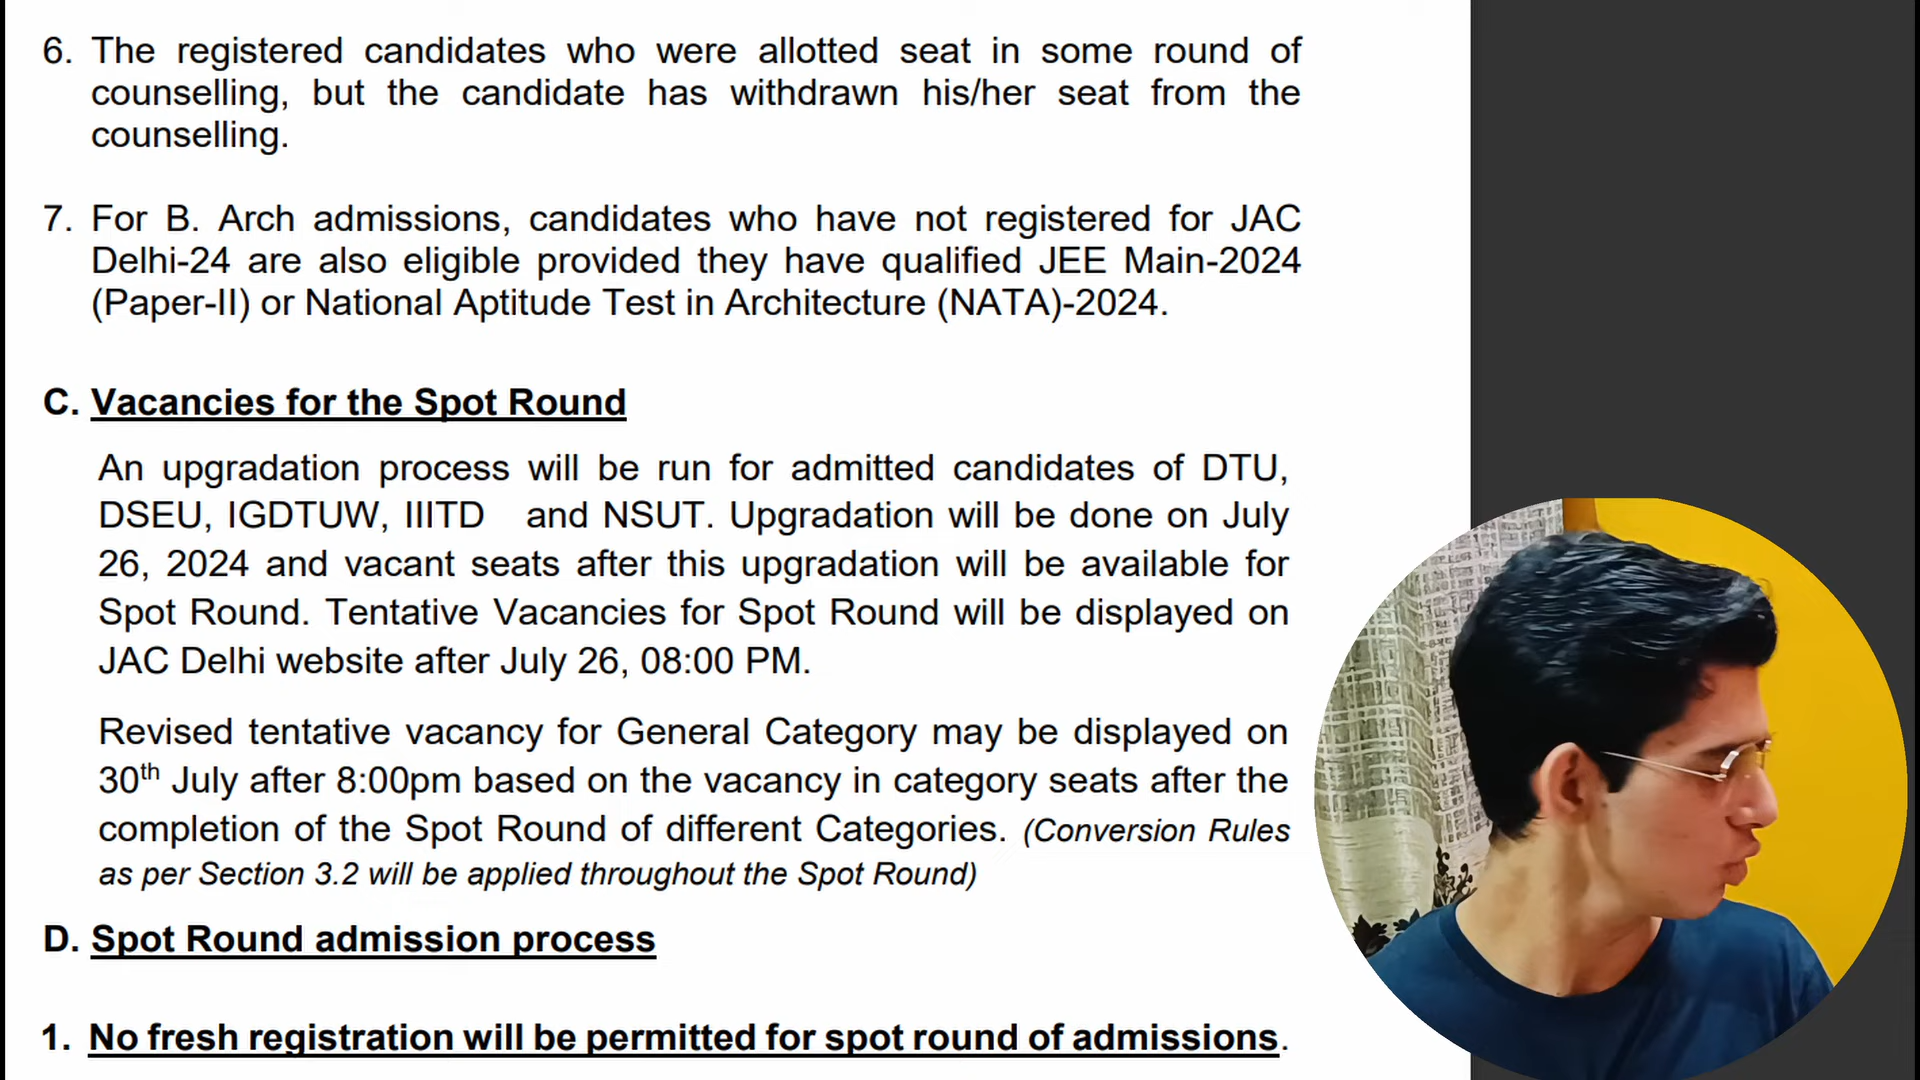 6. The registered candidates who were allotted seat in some round of
counselling, but the candidate has withdrawn his/her seat from the
counselling.
7. For B. Arch admissions, candidates who have not registered for JAC
Delhi-24 are also eligible provided they have qualified JEE Main-2024
(Paper-II) or National Aptitude Test in Architecture (NATA)-2024.
C. Vacancies for the Spot Round
An upgradation process will be run for admitted candidates of DTU,
DSEU, IGDTUW, IIITD and NSUT. Upgradation will be done on July
26, 2024 and vacant seats after this upgradation will be available for
Spot Round. Tentative Vacancies for Spot Round will be displayed on
JAC Delhi website after July 26, 08:00 PM.
Revised tentative vacancy for General Category may be displayed on
30th July after 8:00pm based on the vacancy in category seats after the
completion of the Spot Round of different Categories. (Conversion Rules
as per Section 3.2 will be applied throughout the Spot Round)
D. Spot Round admission process
1. No fresh registration will be permitted for spot round of admissions.